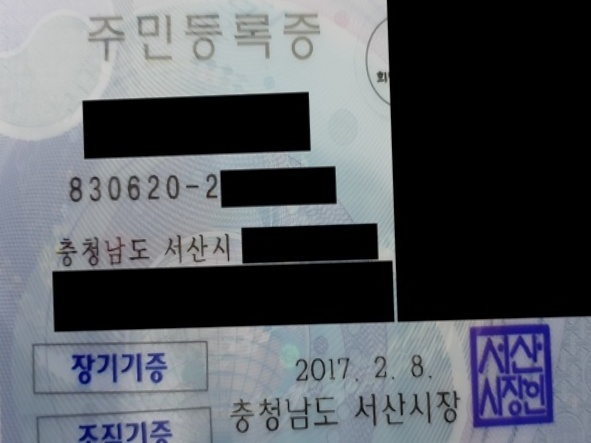 주민등록증
830620-2
충청남도 서산시
장기기증
2017. 2. 8.
조직기증
충청남도 서산시장
서산
시장인